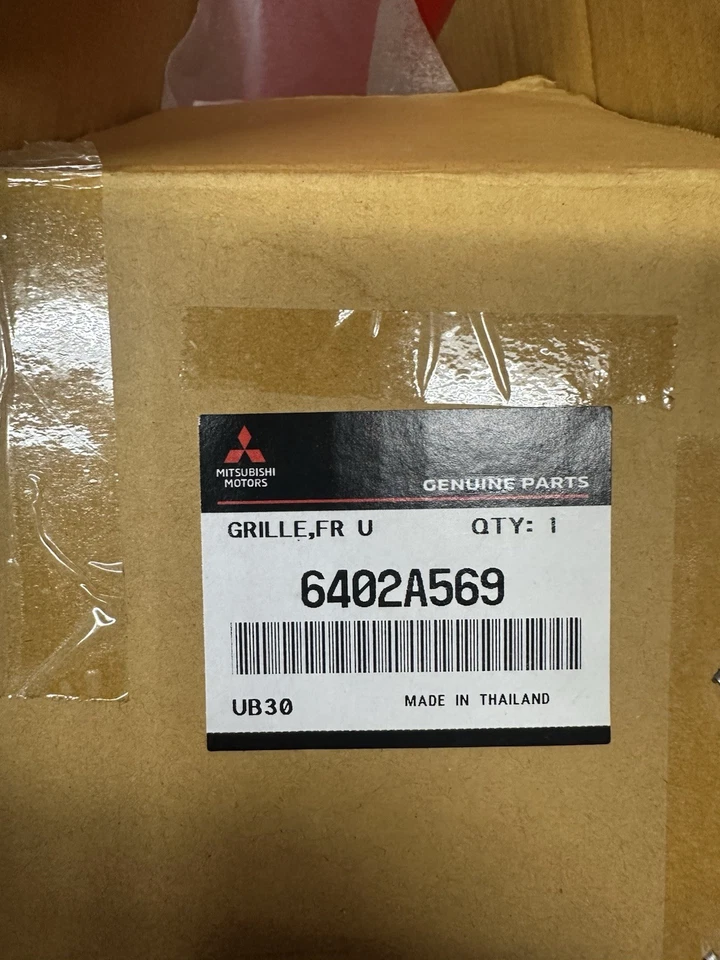 MITSUBISHI
MOTORS
GENUINE PARTS
GRILLE,FR U QTY: 1
6402A569
UB30 MADE IN THAILAND